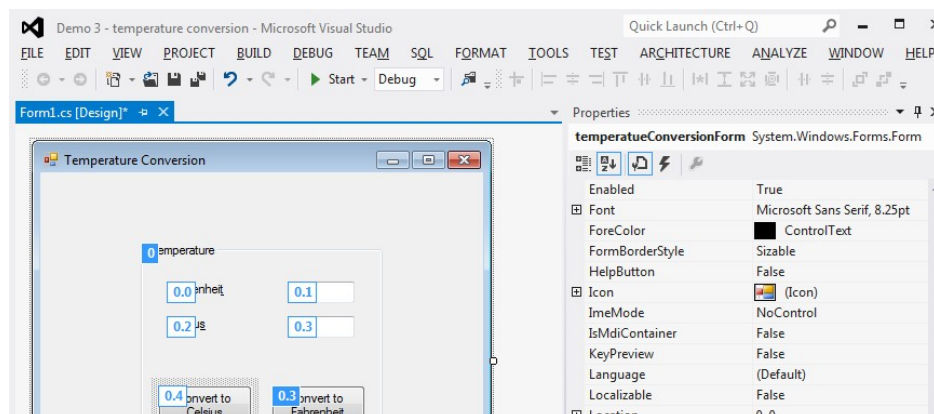 Demo 3 - temperature conversion - Microsoft Visual Studio
Quick Launch (Ctrl+Q)
FILE EDIT VIEW PROJECT BUILD DEBUG TEAM SQL FORMAT TOOLS TEST ARCHITECTURE ANALYZE WINDOW HELP
Start Debug
Form1.cs [Design]*
Temperature Conversion
0 emperature
0.0 enheit 0.1
0.2 us 0.3
0.4 onvert to 0.3 onvert to
Celsius Fahrenheit
Properties
temperatueConversionForm System.Windows.Forms.Form
Enabled True
Font Microsoft Sans Serif, 8.25pt
ForeColor ControlText
FormBorderStyle Sizable
HelpButton False
Icon (Icon)
ImeMode NoControl
IsMdiContainer False
KeyPreview False
Language (Default)
Localizable False